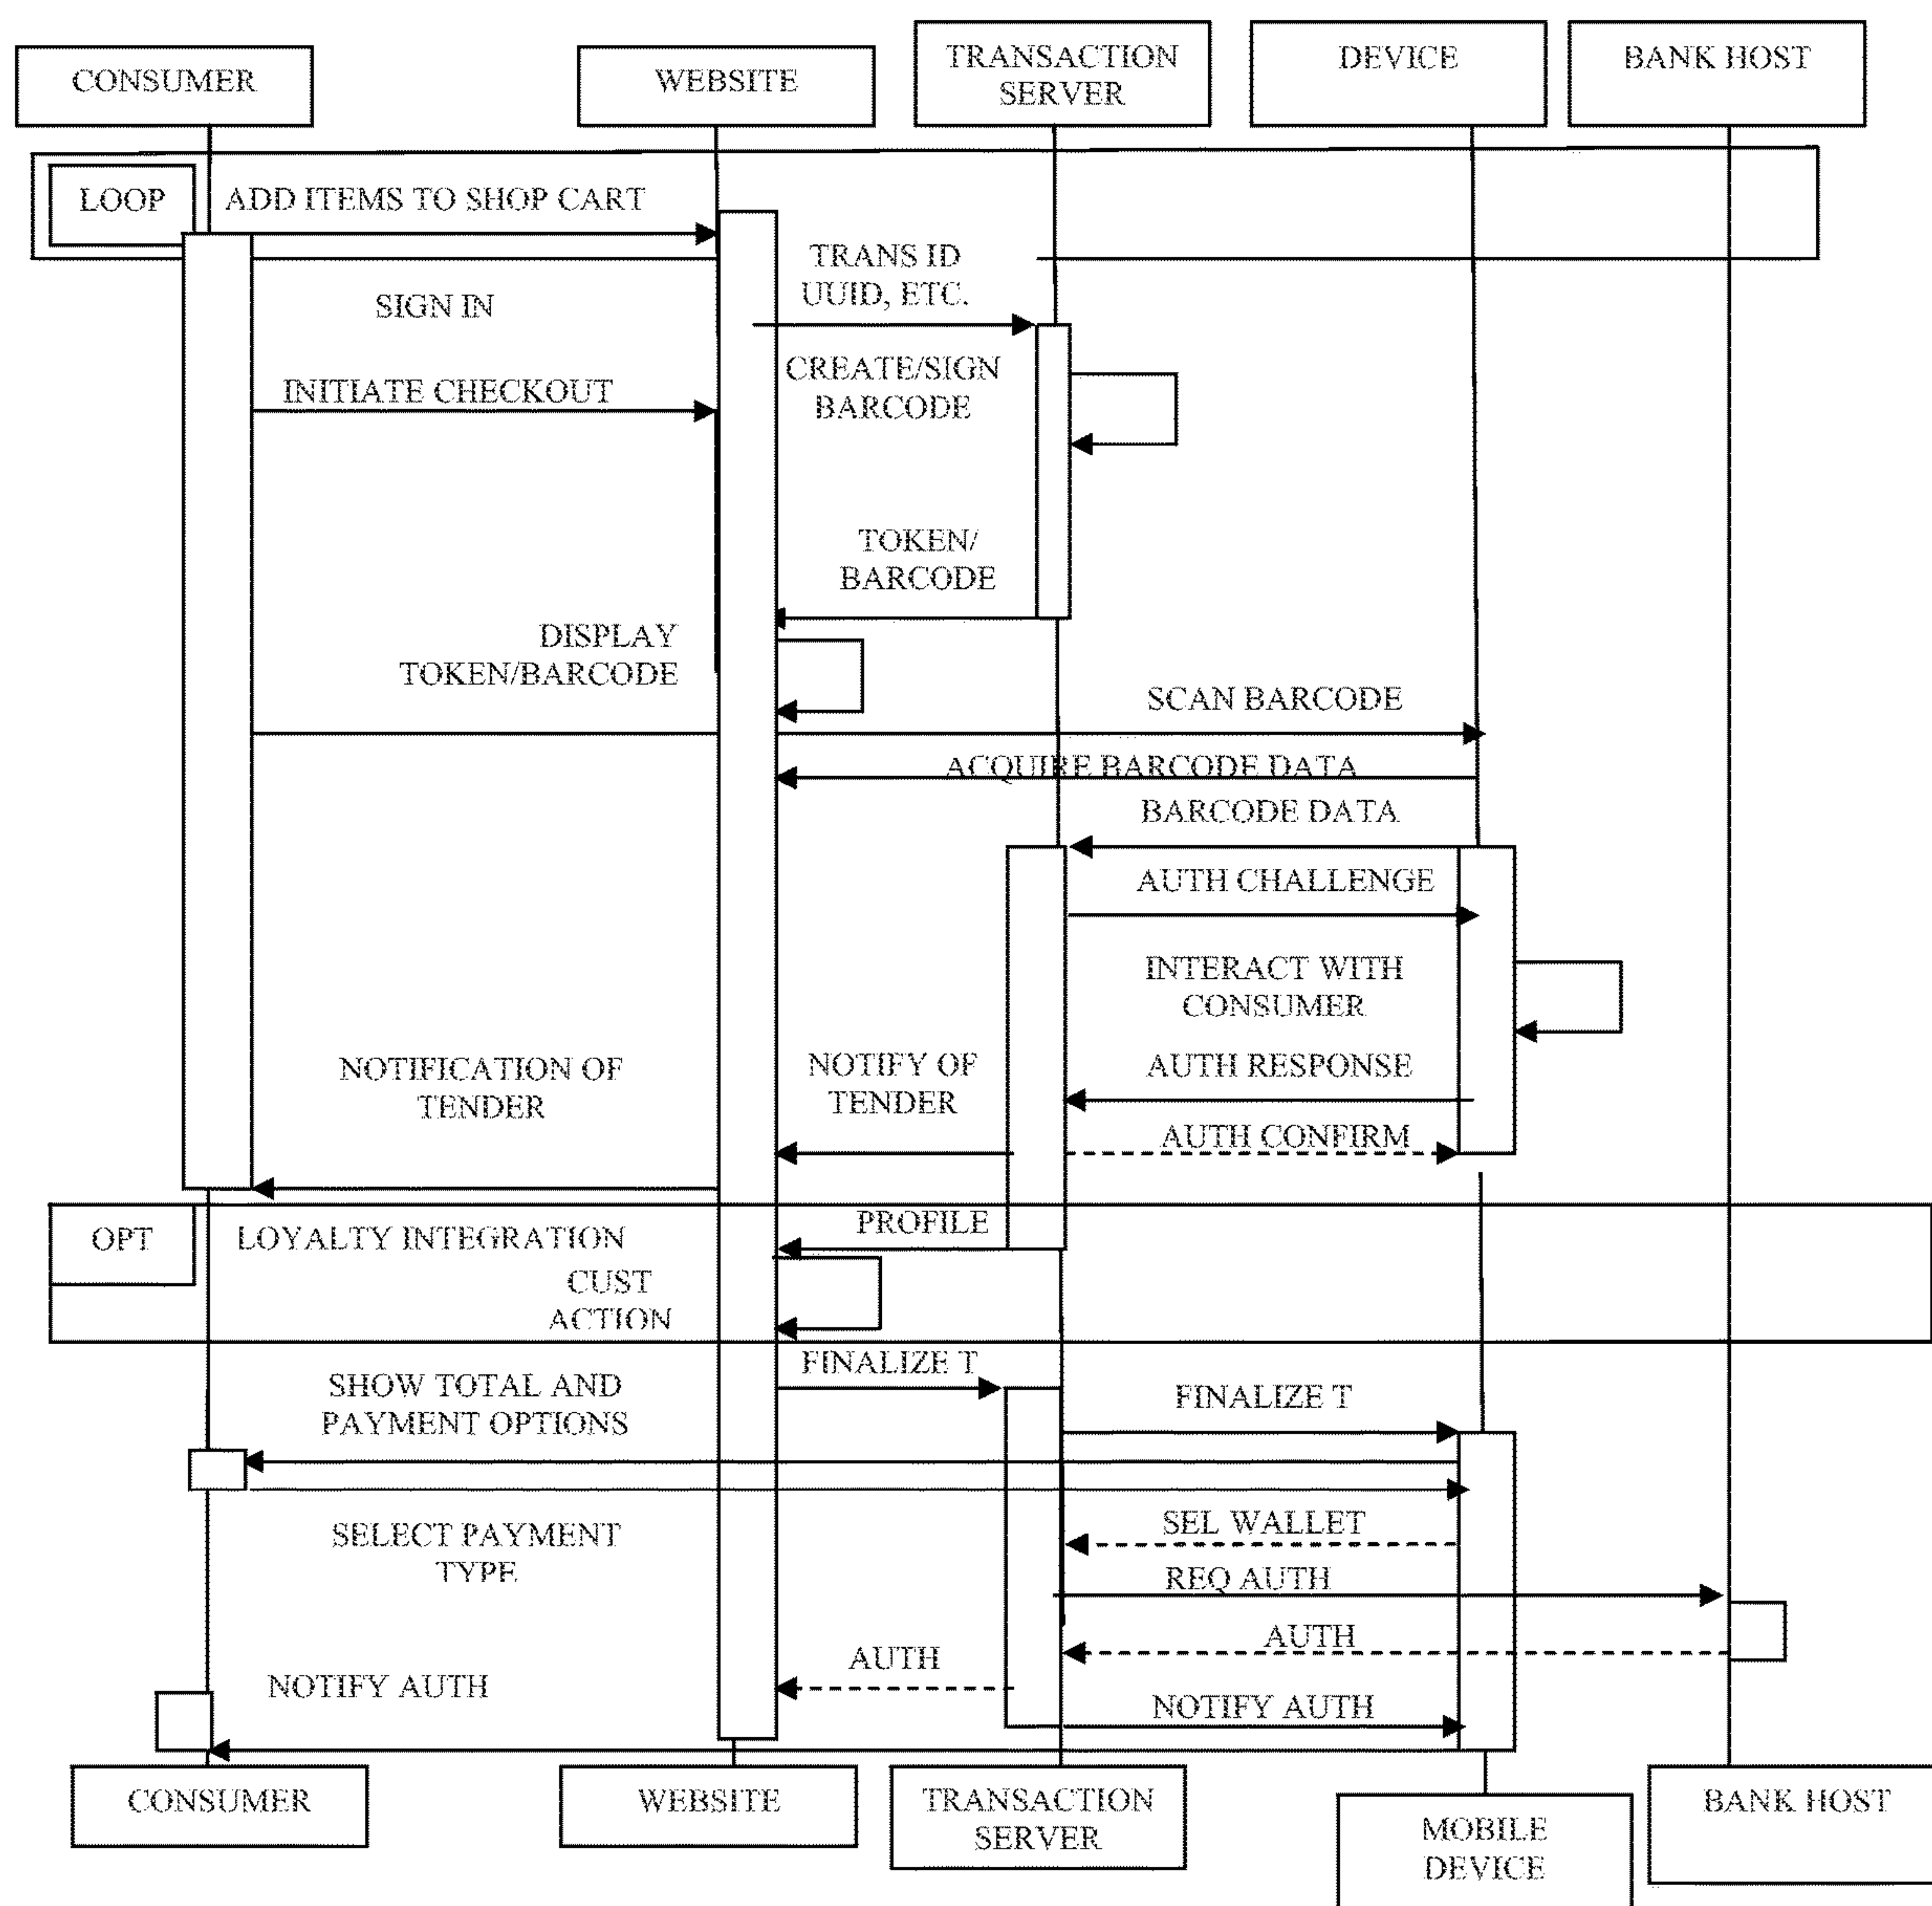 CONSUMER
WEBSITE
TRANSACTION
SERVER
DEVICE
BANK HOST
LOOP
ADD ITEMS TO SHOP CART
TRANS ID
UUID, ETC.
SIGN IN
CREATE/SIGN
BARCODE
INITIATE CHECKOUT
TOKEN/
BARCODE
DISPLAY
TOKEN/BARCODE
SCAN BARCODE
ACQUIRE BARCODE DATA
BARCODE DATA
AUTH CHALLENGE
INTERACT WITH
CONSUMER
NOTIFICATION OF
TENDER
NOTIFY OF
TENDER
AUTH RESPONSE
AUTH CONFIRM
OPT
LOYALTY INTEGRATION
PROFILE
CUST
ACTION
FINALIZE T
SHOW TOTAL AND
PAYMENT OPTIONS
FINALIZE T
SELECT PAYMENT
TYPE
SEL WALLET
REQ AUTH
AUTH
AUTH
NOTIFY AUTH
NOTIFY AUTH
CONSUMER
WEBSITE
TRANSACTION
SERVER
MOBILE
DEVICE
BANK HOST